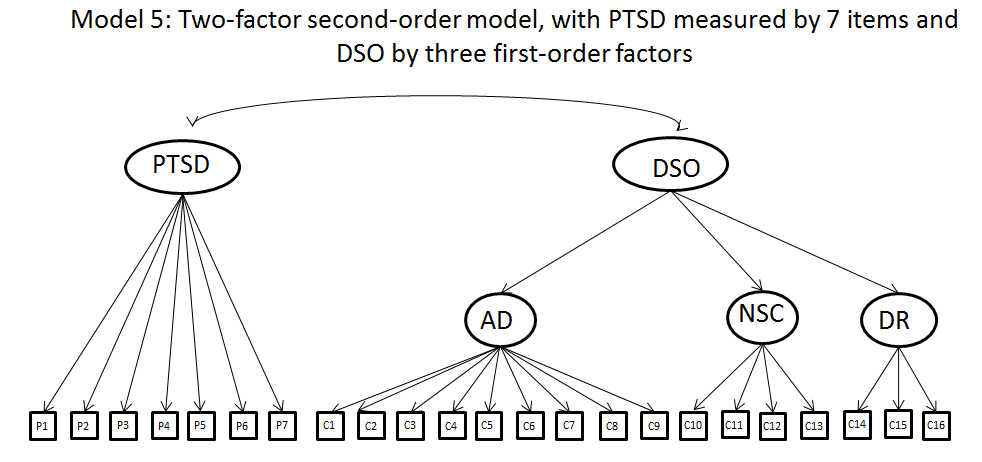 Model 5: Two-factor second-order model, with PTSD measured by 7 items and
DSO by three first-order factors
PTSD
DSO
AD
NSC
DR
P1 P2 P3 P4 P5 P6 P7 C1 C2 C3 C4 C5 C6 C7 C8 C9 C10 C11 C12 C13 C14 C15 C16